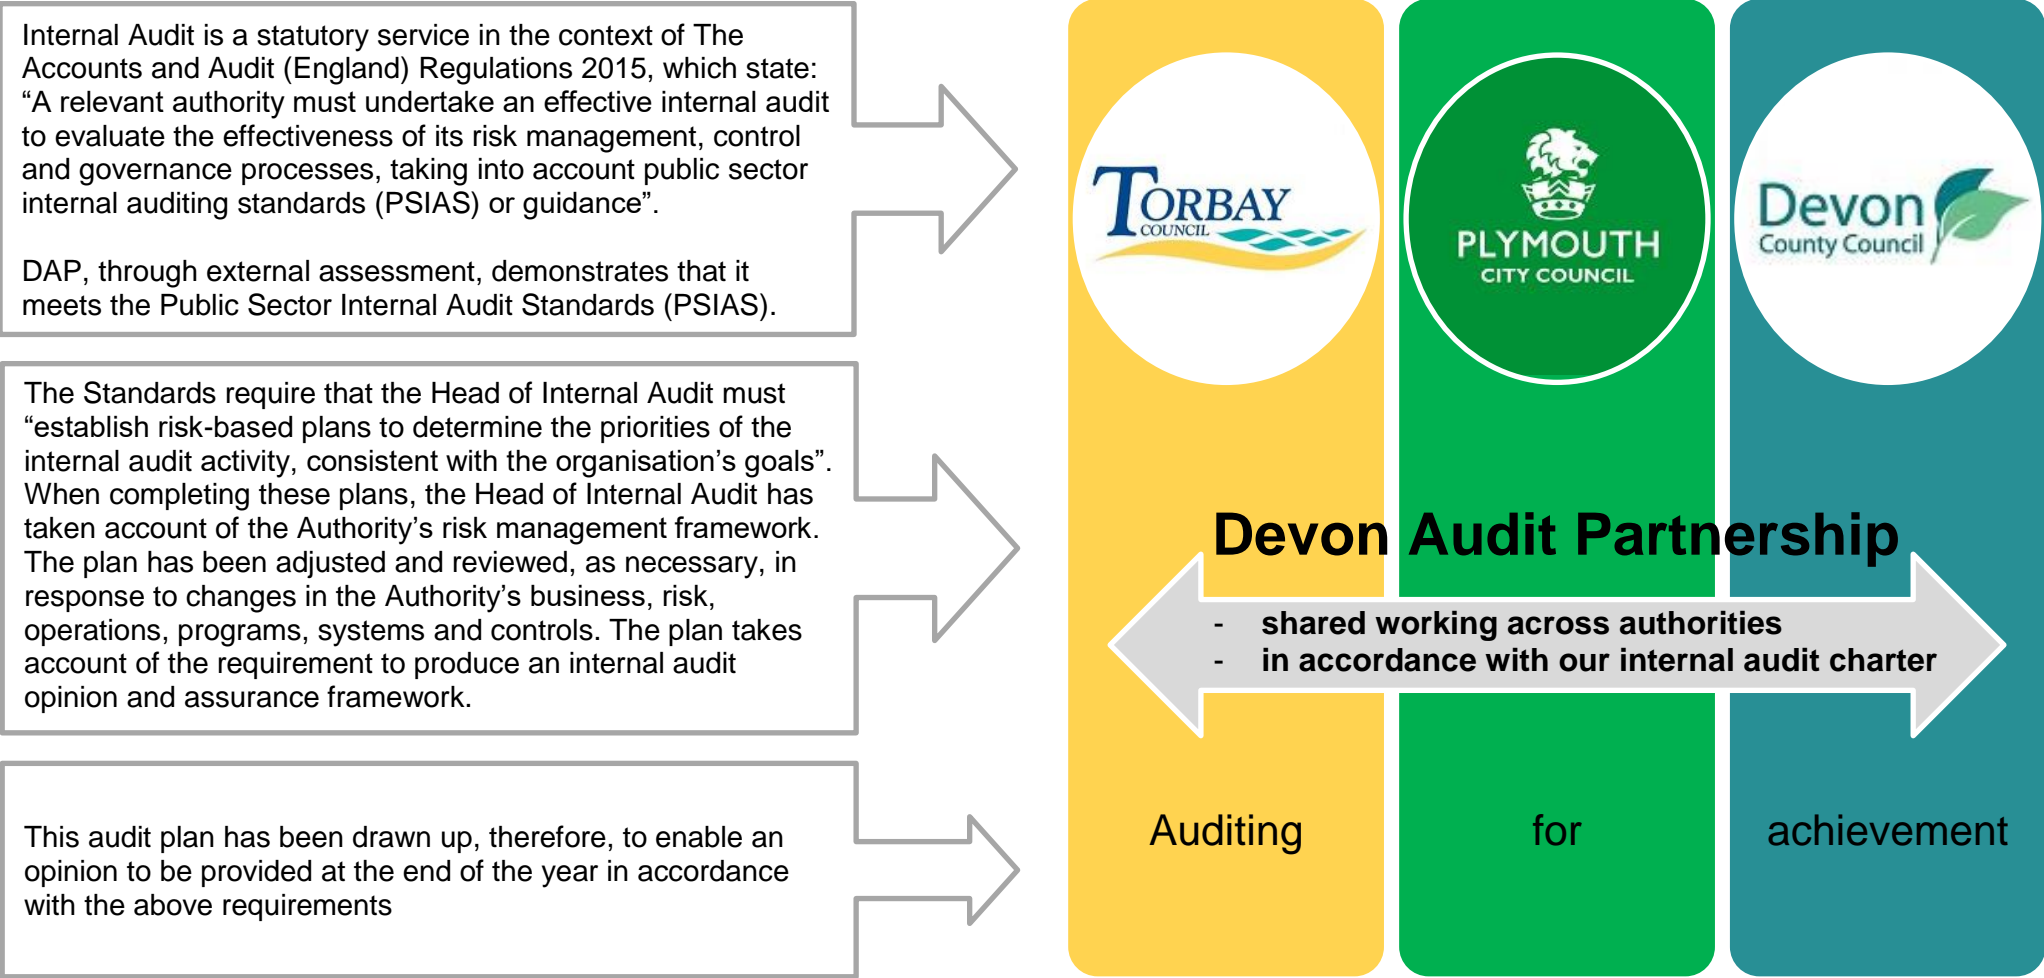 Internal Audit is a statutory service in the context of The
Accounts and Audit (England) Regulations 2015, which state:
“A relevant authority must undertake an effective internal audit
to evaluate the effectiveness of its risk management, control
and governance processes, taking into account public sector
internal auditing standards (PSIAS) or guidance”.
DAP, through external assessment, demonstrates that it
meets the Public Sector Internal Audit Standards (PSIAS).
The Standards require that the Head of Internal Audit must
“establish risk-based plans to determine the priorities of the
internal audit activity, consistent with the organisation’s goals”.
When completing these plans, the Head of Internal Audit has
taken account of the Authority’s risk management framework.
The plan has been adjusted and reviewed, as necessary, in
response to changes in the Authority’s business, risk,
operations, programs, systems and controls. The plan takes
account of the requirement to produce an internal audit
opinion and assurance framework.
This audit plan has been drawn up, therefore, to enable an
opinion to be provided at the end of the year in accordance
with the above requirements
TORBAY
COUNCIL
PLYMOUTH
CITY COUNCIL
Devon
County Council
Devon Audit Partnership
- shared working across authorities
- in accordance with our internal audit charter
Auditing for achievement